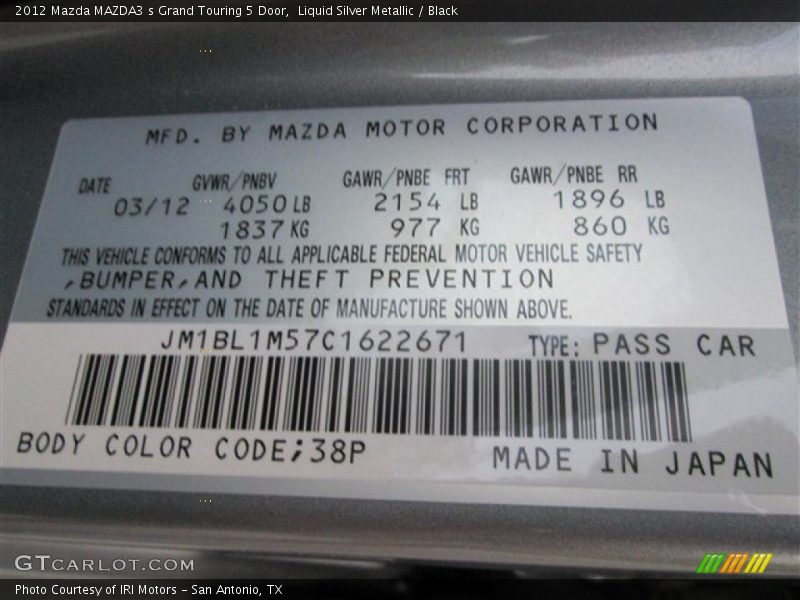 2012 Mazda MAZDA3 s Grand Touring 5 Door,  Liquid Silver Metallic / Black
MFD. BY MAZDA MOTOR CORPORATION
DATE GVWR/PNBV GAWR/PNBE FRT GAWR/PNBE RR
03/12 4050 LB 2154 LB 1896 LB
1837 KG 977 KG 860 KG
THIS VEHICLE CONFORMS TO ALL APPLICABLE FEDERAL MOTOR VEHICLE SAFETY
,BUMPER,AND THEFT PREVENTION
STANDARDS IN EFFECT ON THE DATE OF MANUFACTURE SHOWN ABOVE.
JM1BL1M57C1622671 TYPE: PASS CAR
BODY COLOR CODE;38P MADE IN JAPAN
GTCARLOT.COM
Photo Courtesy of IRI Motors – San Antonio, TX